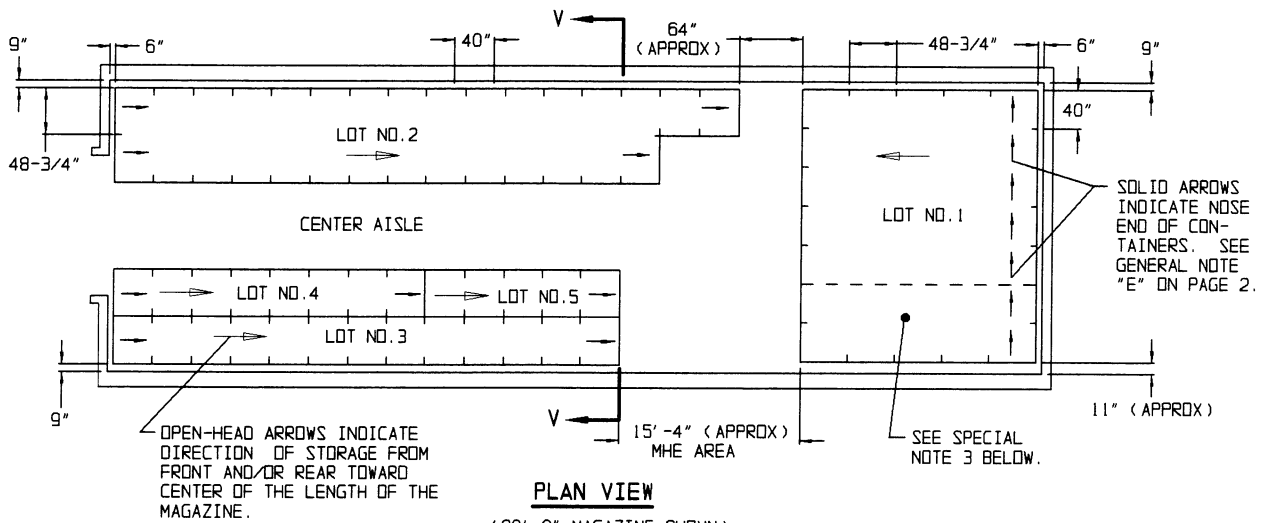 V
64"
(APPROX)
9"
6"
40"
48-3/4"
6"
9"
40"
48-3/4"
LOT NO.2
LOT NO.1
CENTER AISLE
SOLID ARROWS
INDICATE NOSE
END OF CON-
TAINERS. SEE
GENERAL NOTE
"E" ON PAGE 2.
LOT NO.4
LOT NO.5
LOT NO.3
9"
V
15'-4" (APPROX)
MHE AREA
11" (APPROX)
OPEN-HEAD ARROWS INDICATE
DIRECTION OF STORAGE FROM
FRONT AND/OR REAR TOWARD
CENTER OF THE LENGTH OF THE
MAGAZINE.
SEE SPECIAL
NOTE 3 BELOW.
PLAN VIEW
MAGAZINE SHOWN)